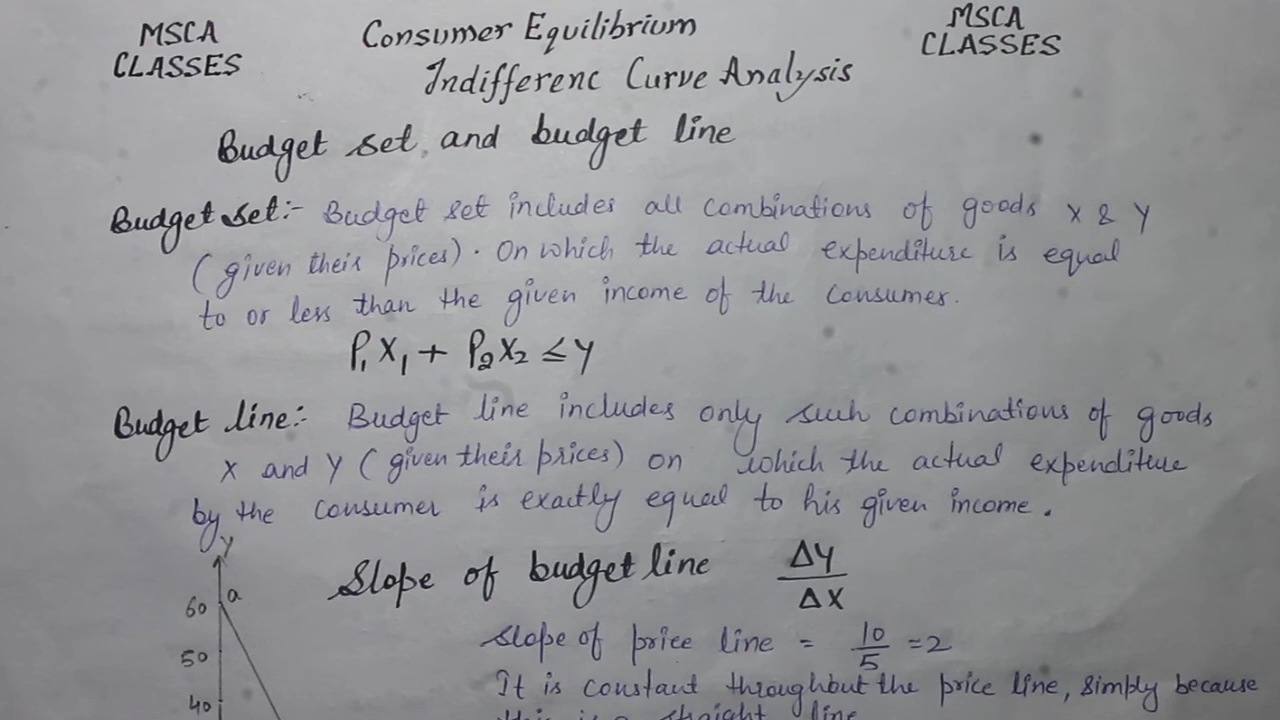 MSCA CLASSES
Consumer Equilibrium
MSCA CLASSES
Indifferenc Curve Analysis
Budget set and budget line
Budget set:- Budget set includes all combinations of goods X & Y
(given their prices). On which the actual expenditure is equal
to or less than the given income of the consumer.
P₁X₁ + P₂X₂ ≤ Y
Budget line:- Budget line includes only such combinations of goods
X and Y (given their prices) on which the actual expenditure
by the consumer is exactly equal to his given income.
Y
Slope of budget line ΔY/ΔX
60 a
Slope of price line = 10/5 = 2
50
It is constant throughbut the price line, simply because
40
this is a straight line